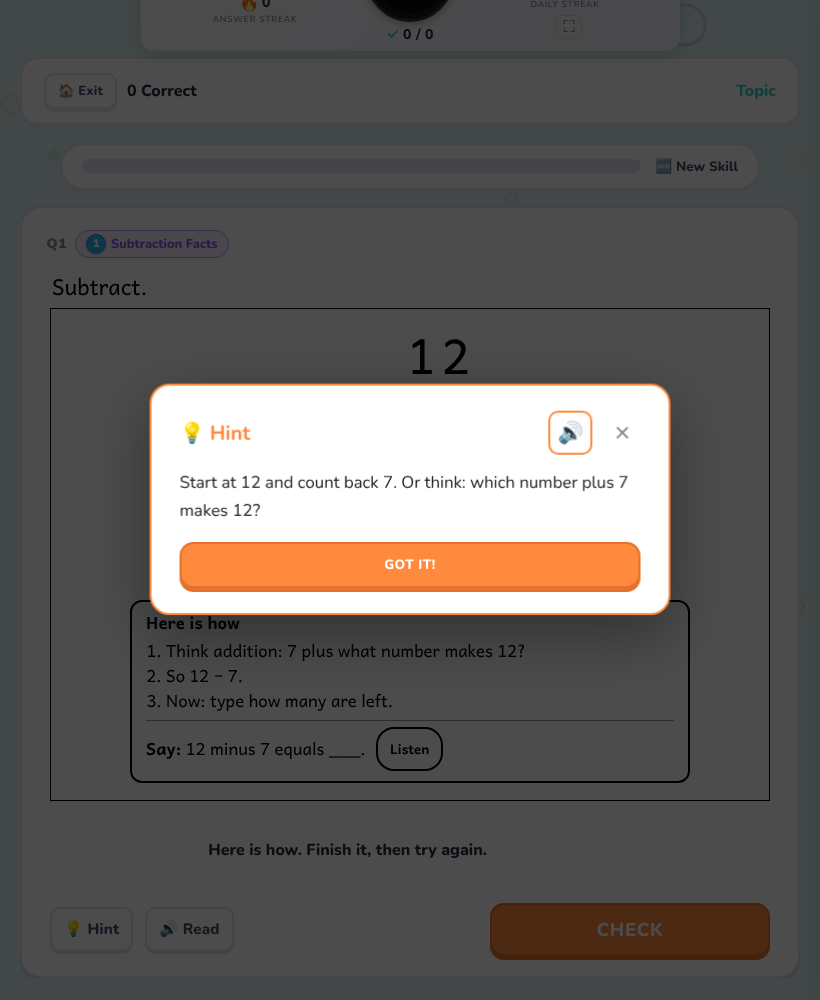 🔥 0
ANSWER STREAK
✓ 0 / 0
DAILY STREAK
🏠 Exit
0 Correct
Topic
🆕 New Skill
Q1
1 Subtraction Facts
Subtract.
12
💡 Hint
🔊
✕
Start at 12 and count back 7. Or think: which number plus 7
makes 12?
GOT IT!
Here is how
1. Think addition: 7 plus what number makes 12?
2. So 12 − 7.
3. Now: type how many are left.
Say: 12 minus 7 equals ____.
Listen
Here is how. Finish it, then try again.
💡 Hint
🔊 Read
CHECK